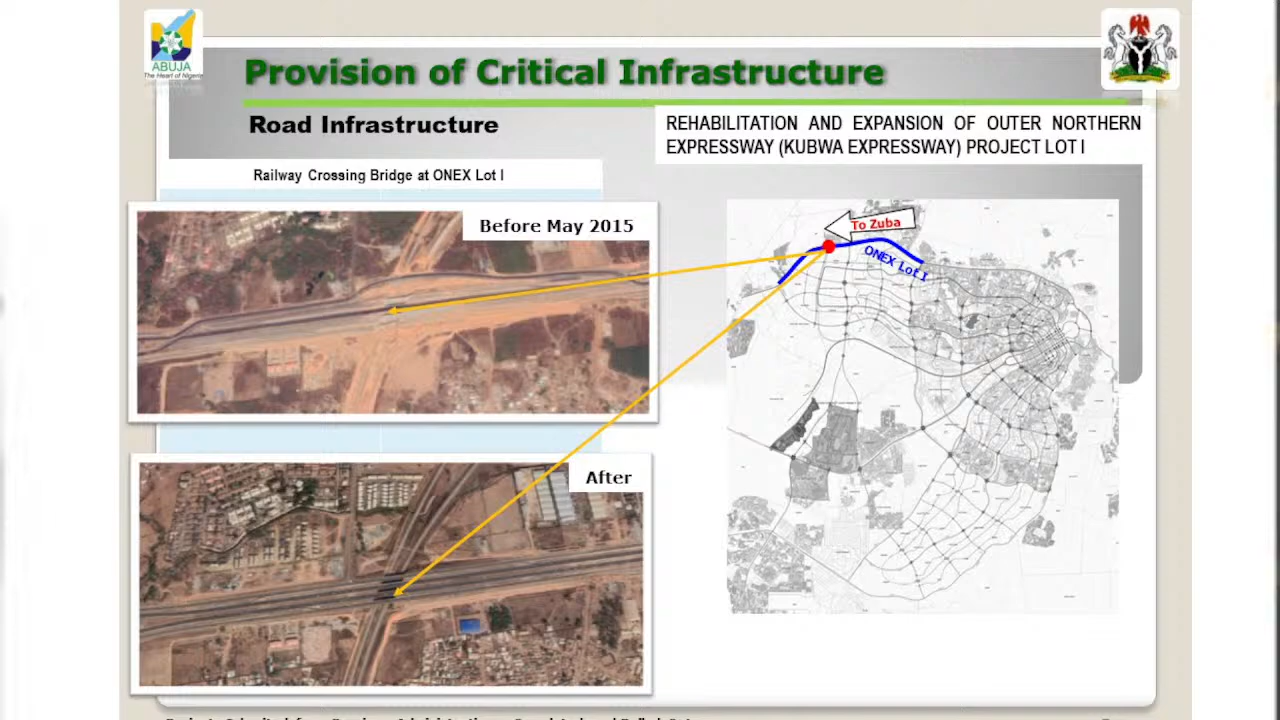 ABUJA
The Heart of Nigeria
Provision of Critical Infrastructure
Road Infrastructure
REHABILITATION AND EXPANSION OF OUTER NORTHERN
EXPRESSWAY (KUBWA EXPRESSWAY) PROJECT LOT I
Railway Crossing Bridge at ONEX Lot I
Before May 2015
To Zuba
ONEX Lot I
After